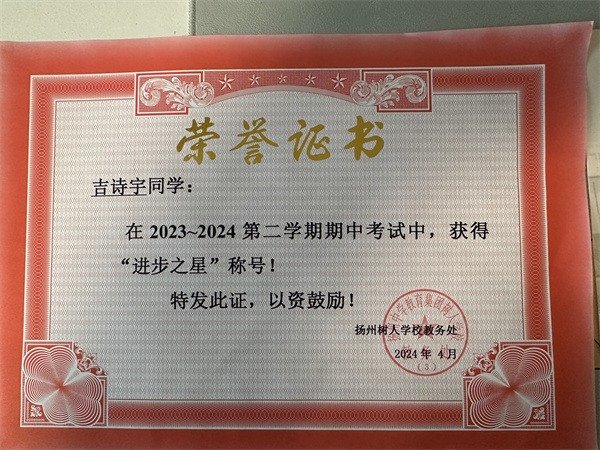 荣誉证书
吉诗宇同学：
在 2023~2024 第二学期期中考试中，获得
“进步之星”称号！
特发此证，以资鼓励！
扬州树人学校教务处
2024 年 4 月
（3）